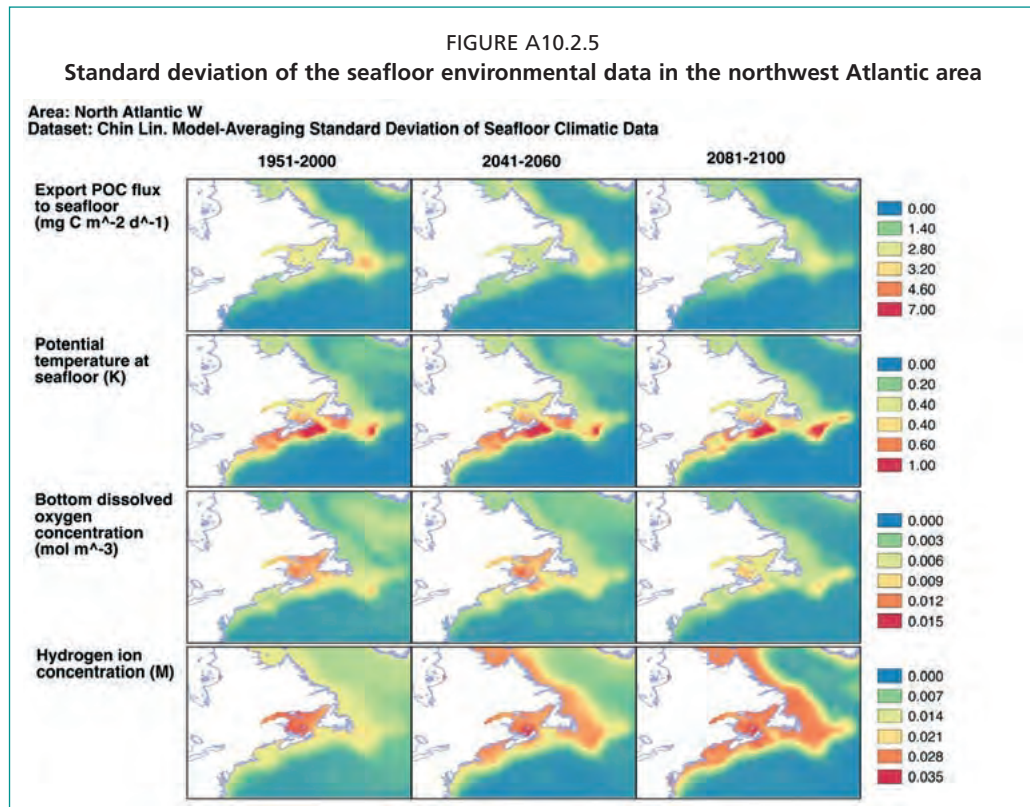 FIGURE A10.2.5
Standard deviation of the seafloor environmental data in the northwest Atlantic area
Area: North Atlantic W
Dataset: Chin Lin. Model-Averaging Standard Deviation of Seafloor Climatic Data
1951-2000 2041-2060 2081-2100
Export POC flux
to seafloor
(mg C m^-2 d^-1)
0.00
1.40
2.80
3.20
4.60
7.00
Potential
temperature at
seafloor (K)
0.00
0.20
0.40
0.40
0.60
1.00
Bottom dissolved
oxygen
concentration
(mol m^-3)
0.000
0.003
0.006
0.009
0.012
0.015
Hydrogen ion
concentration (M)
0.000
0.007
0.014
0.021
0.028
0.035